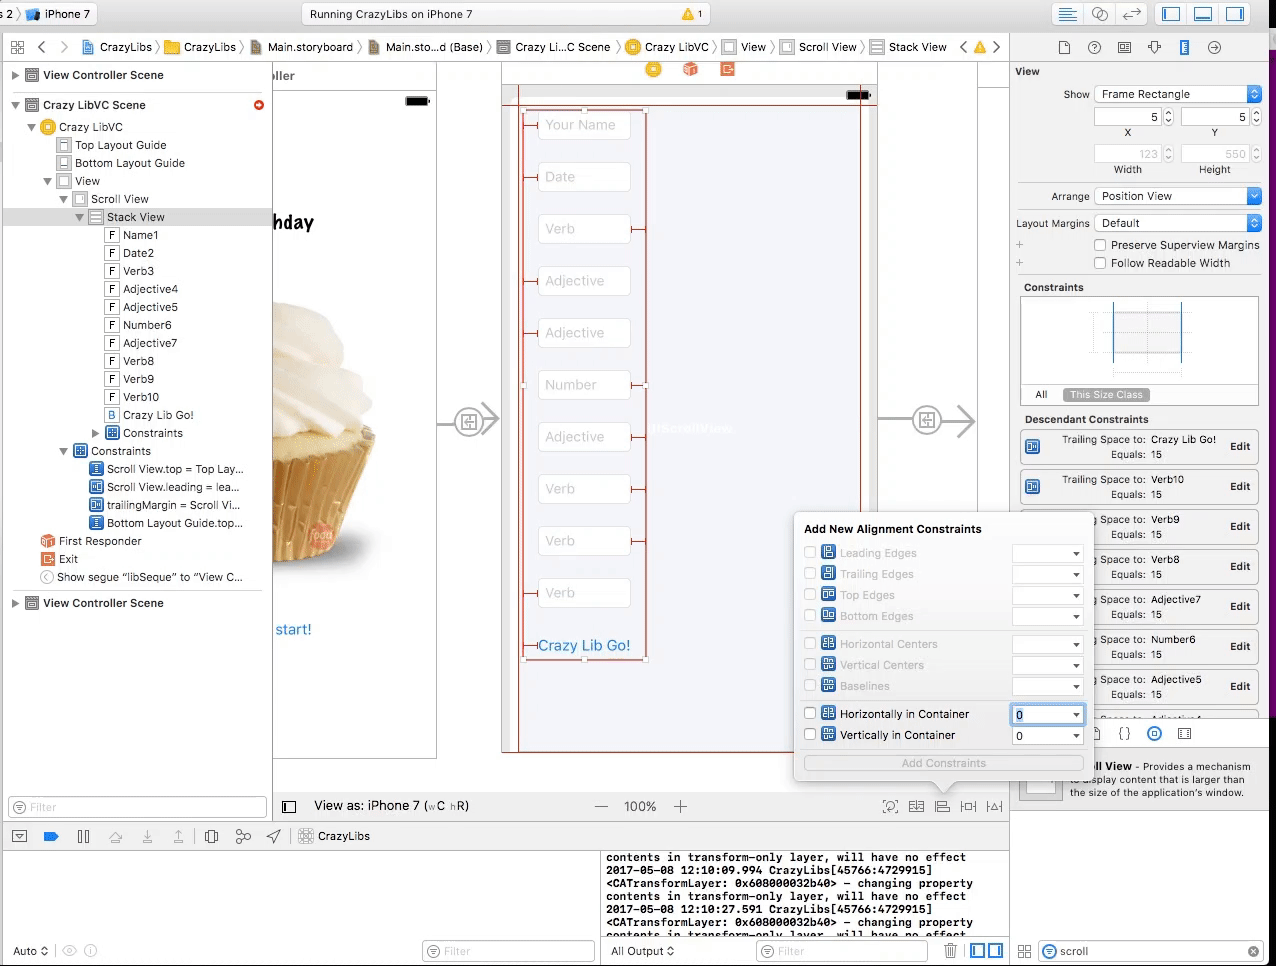 s 2 〉 iPhone 7
Running CrazyLibs on iPhone 7
1
CrazyLibs
CrazyLibs
Main.storyboard
Main.sto...d (Base)
Crazy Li...C Scene
Crazy LibVC
View
Scroll View
Stack View
View Controller Scene
Crazy LibVC Scene
Crazy LibVC
Top Layout Guide
Bottom Layout Guide
View
Scroll View
Stack View
F Name1
F Date2
F Verb3
F Adjective4
F Adjective5
F Number6
F Adjective7
F Verb8
F Verb9
F Verb10
B Crazy Lib Go!
Constraints
Constraints
Scroll View.top = Top Lay...
Scroll View.leading = lea...
trailingMargin = Scroll Vi...
Bottom Layout Guide.top...
First Responder
Exit
Show segue "libSeque" to "View C...
View Controller Scene
Filter
oller
hday
food
start!
Your Name
Date
Verb
Adjective
Adjective
Number
Adjective
Verb
Verb
Verb
Crazy Lib Go!
IScrollView
Add New Alignment Constraints
Leading Edges
Trailing Edges
Top Edges
Bottom Edges
Horizontal Centers
Vertical Centers
Baselines
Horizontally in Container 0
Vertically in Container 0
Add Constraints
View as: iPhone 7 (wC hR)
— 100% +
View
Show Frame Rectangle
5 5
X Y
123 550
Width Height
Arrange Position View
Layout Margins Default
+ Preserve Superview Margins
+ Follow Readable Width
Constraints
All This Size Class
Descendant Constraints
Trailing Space to: Crazy Lib Go!
Equals: 15
Edit
Trailing Space to: Verb10
Equals: 15
Edit
g Space to: Verb9
Equals: 15
Edit
g Space to: Verb8
Equals: 15
Edit
g Space to: Adjective7
Equals: 15
Edit
g Space to: Number6
Equals: 15
Edit
g Space to: Adjective5
Equals: 15
Edit
g Space to: Adjective4
{ }
oll View - Provides a mechanism
to display content that is larger than
the size of the application's window.
CrazyLibs
contents in transform-only layer, will have no effect
2017-05-08 12:10:09.994 CrazyLibs[45766:4729915]
<CATransformLayer: 0x608000032b40> - changing property
contents in transform-only layer, will have no effect
2017-05-08 12:10:27.591 CrazyLibs[45766:4729915]
<CATransformLayer: 0x608000032b40> - changing property
contents in transform-only layer, will have no effect
Auto
Filter
All Output
Filter
scroll